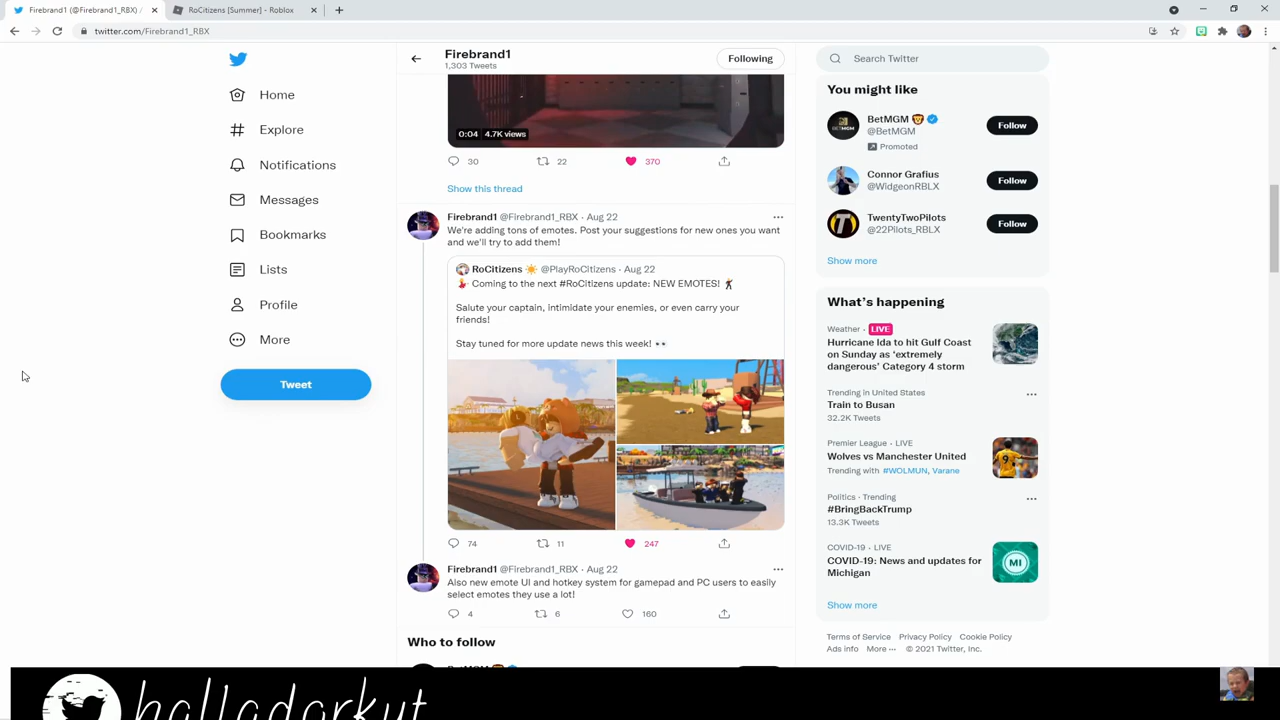 Firebrand1 (@Firebrand1_RBX) /
RoCitizens [Summer] - Roblox
twitter.com/Firebrand1_RBX
Home
Explore
Notifications
Messages
Bookmarks
Lists
Profile
More
Tweet
Firebrand1
1,303 Tweets
Following
0:04 4.7K views
30 22 370
Show this thread
Firebrand1 @Firebrand1_RBX · Aug 22
We're adding tons of emotes. Post your suggestions for new ones you want
and we'll try to add them!
RoCitizens ☀️ @PlayRoCitizens · Aug 22
💃 Coming to the next #RoCitizens update: NEW EMOTES! 🕺
Salute your captain, intimidate your enemies, or even carry your
friends!
Stay tuned for more update news this week! 👀
74 11 247
Firebrand1 @Firebrand1_RBX · Aug 22
Also new emote UI and hotkey system for gamepad and PC users to easily
select emotes they use a lot!
4 6 160
Who to follow
Search Twitter
You might like
BetMGM 🦁
@BetMGM
Promoted
Follow
Connor Grafius
@WidgeonRBLX
Follow
TwentyTwoPilots
@22Pilots_RBLX
Follow
Show more
What's happening
Weather · LIVE
Hurricane Ida to hit Gulf Coast
on Sunday as 'extremely
dangerous' Category 4 storm
Trending in United States
Train to Busan
32.2K Tweets
Premier League · LIVE
Wolves vs Manchester United
Trending with #WOLMUN, Varane
Politics · Trending
#BringBackTrump
13.3K Tweets
COVID-19 · LIVE
COVID-19: News and updates for
Michigan
MI
Show more
Terms of Service Privacy Policy Cookie Policy
Ads info More ··· © 2021 Twitter, Inc.
halladorkut